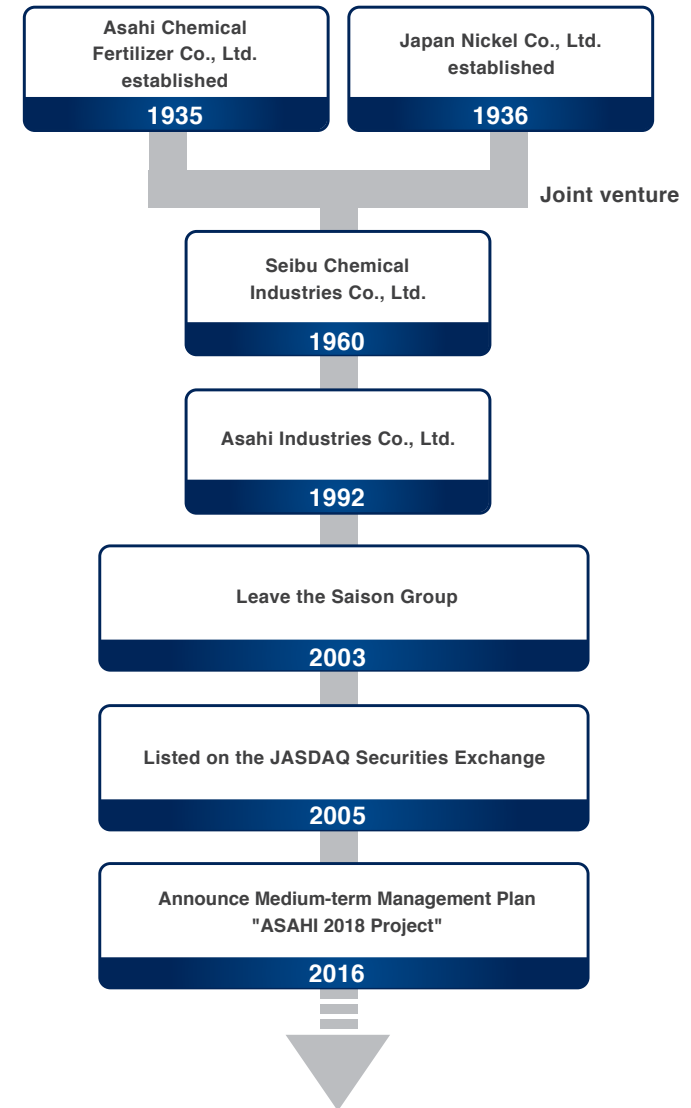 Asahi Chemical
Fertilizer Co., Ltd.
established
1935
Japan Nickel Co., Ltd.
established
1936
Joint venture
Seibu Chemical
Industries Co., Ltd.
1960
Asahi Industries Co., Ltd.
1992
Leave the Saison Group
2003
Listed on the JASDAQ Securities Exchange
2005
Announce Medium-term Management Plan
"ASAHI 2018 Project"
2016